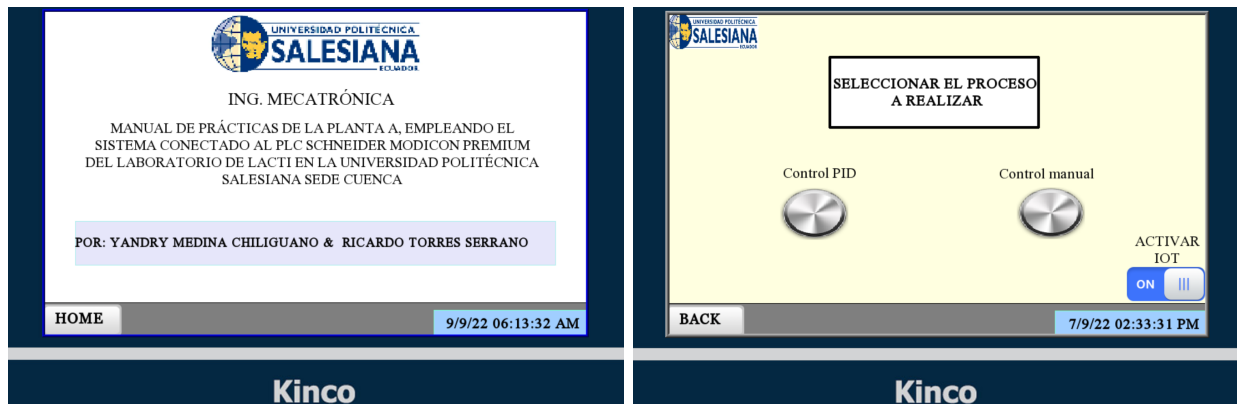 UNIVERSIDAD POLITÉCNICA
SALESIANA
ECUADOR
ING. MECATRÓNICA
MANUAL DE PRÁCTICAS DE LA PLANTA A, EMPLEANDO EL
SISTEMA CONECTADO AL PLC SCHNEIDER MODICON PREMIUM
DEL LABORATORIO DE LACTI EN LA UNIVERSIDAD POLITÉCNICA
SALESIANA SEDE CUENCA
POR: YANDRY MEDINA CHILIGUANO & RICARDO TORRES SERRANO
HOME
9/9/22 06:13:32 AM
Kinco
UNIVERSIDAD POLITÉCNICA
SALESIANA
ECUADOR
SELECCIONAR EL PROCESO
A REALIZAR
Control PID
Control manual
ACTIVAR
IOT
ON
BACK
7/9/22 02:33:31 PM
Kinco